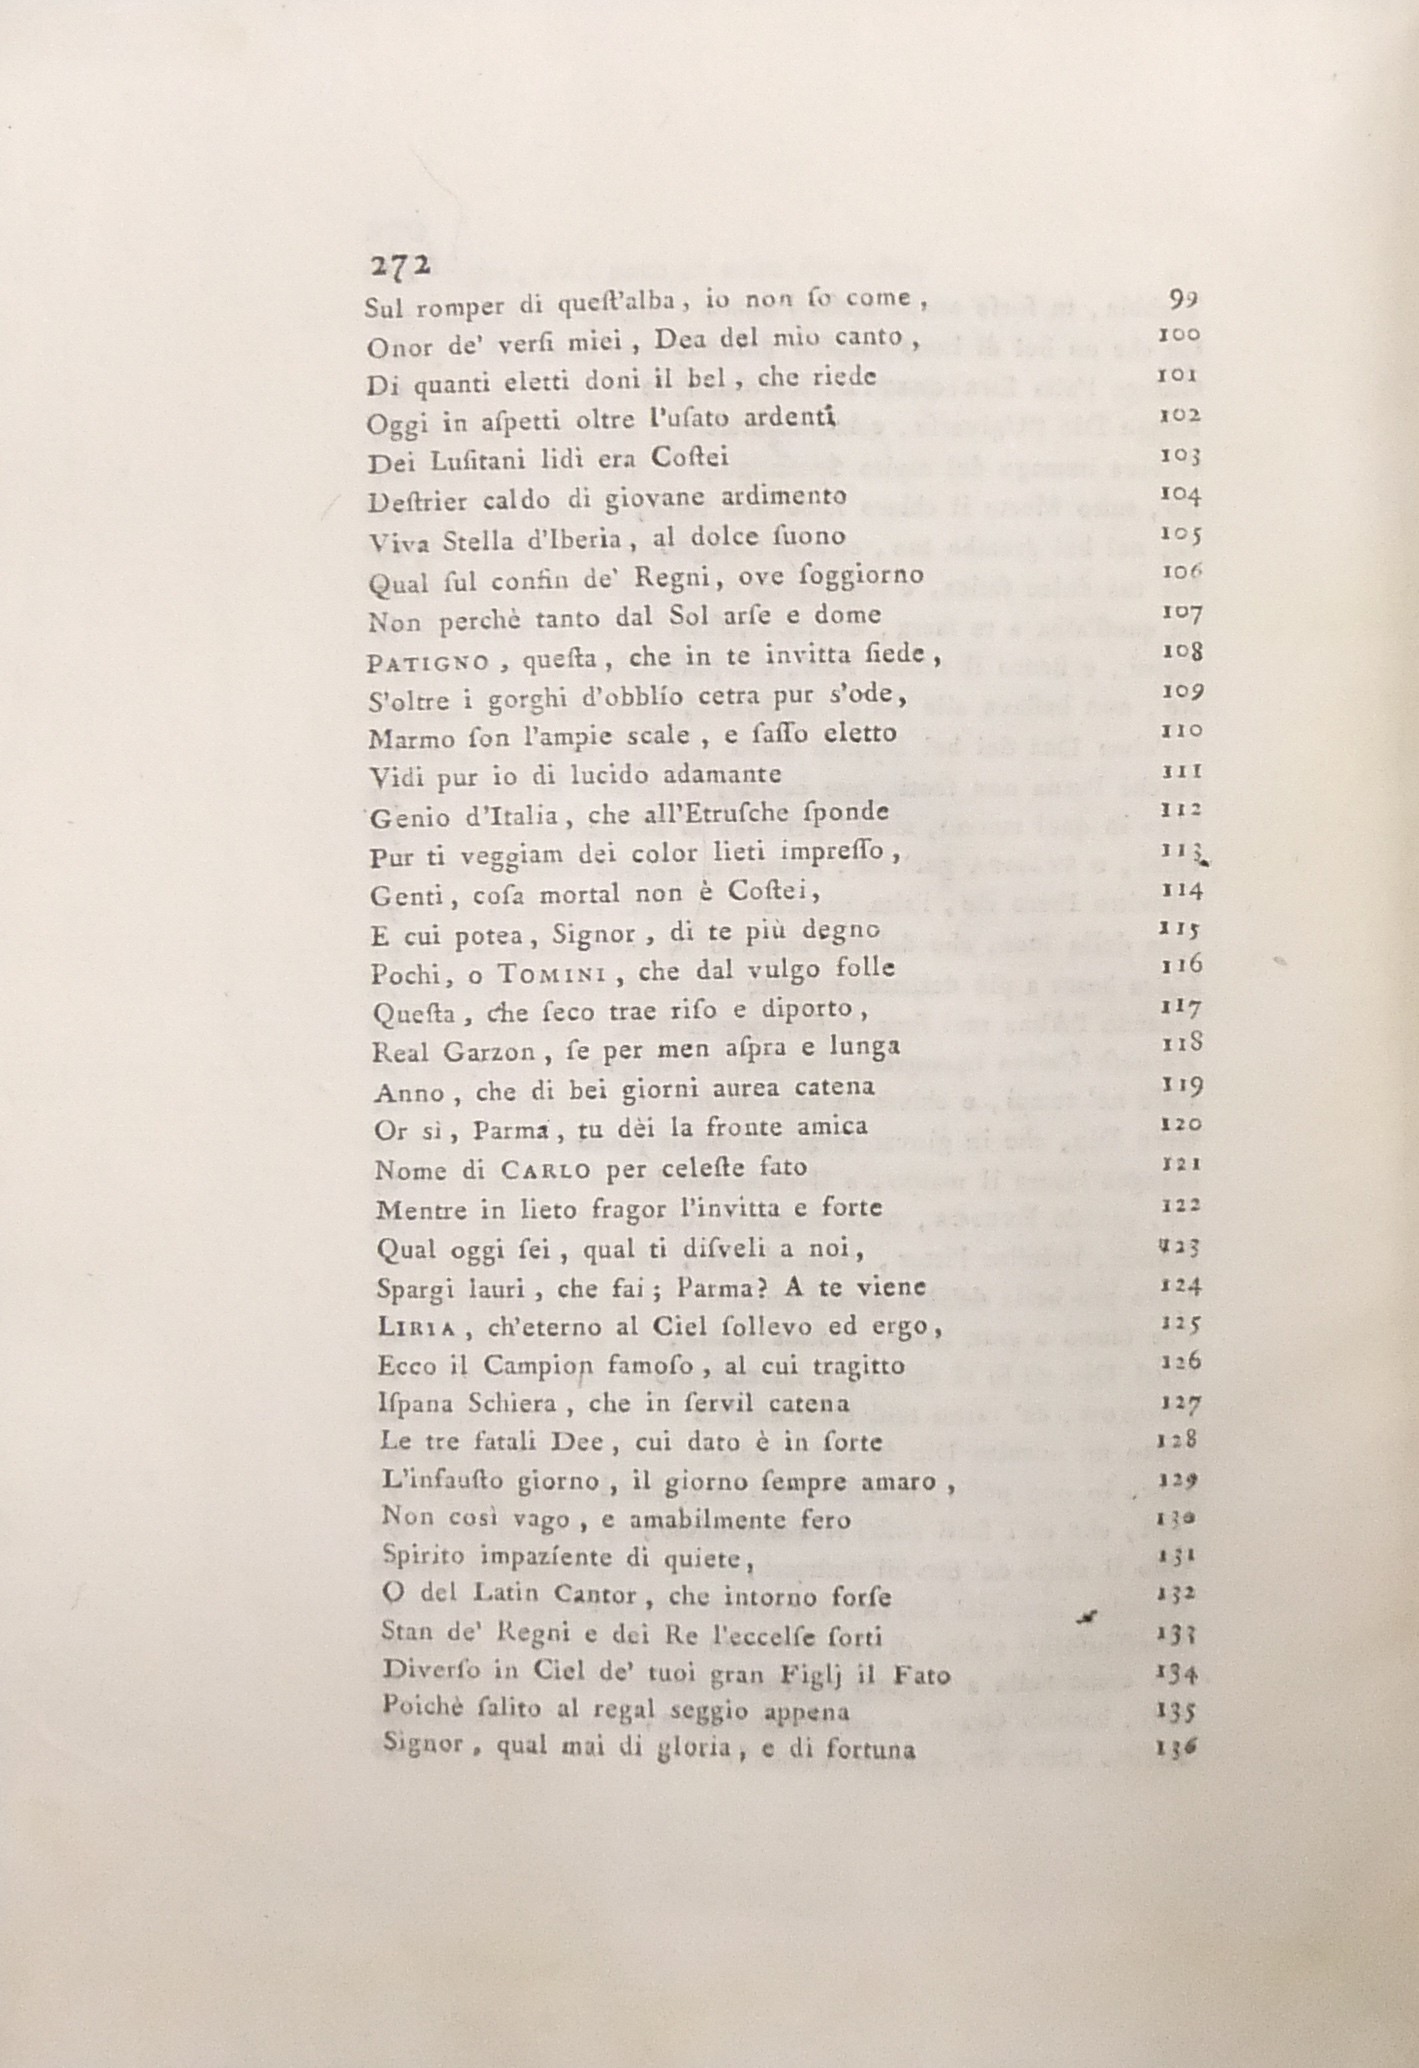 272
Sul romper di queſt'alba, io non ſo come, 99
Onor de' verſi miei, Dea del mio canto, 100
Di quanti eletti doni il bel, che riede 101
Oggi in aſpetti oltre l'uſato ardenti 102
Dei Luſitani lidi era Coſtei 103
Deſtrier caldo di giovane ardimento 104
Viva Stella d'Iberia, al dolce ſuono 105
Qual ſul confin de' Regni, ove ſoggiorno 106
Non perchè tanto dal Sol arſe e dome 107
PATIGNO, queſta, che in te invitta ſiede, 108
S'oltre i gorghi d'obblío cetra pur s'ode, 109
Marmo ſon l'ampie scale, e ſaſſo eletto 110
Vidi pur io di lucido adamante 111
Genio d'Italia, che all'Etruſche ſponde 112
Pur ti veggiam dei color lieti impreſſo, 113
Genti, coſa mortal non è Coſtei, 114
E cui potea, Signor, di te più degno 115
Pochi, o TOMINI, che dal vulgo folle 116
Queſta, che ſeco trae riſo e diporto, 117
Real Garzon, ſe per men aſpra e lunga 118
Anno, che di bei giorni aurea catena 119
Or sì, Parma, tu dèi la fronte amica 120
Nome di CARLO per celeſte fato 121
Mentre in lieto fragor l'invitta e forte 122
Qual oggi ſei, qual ti diſveli a noi, 123
Spargi lauri, che fai; Parma? A te viene 124
LIRIA, ch'eterno al Ciel ſollevo ed ergo, 125
Ecco il Campion famoſo, al cui tragitto 126
Iſpana Schiera, che in ſervil catena 127
Le tre fatali Dee, cui dato è in ſorte 128
L'infauſto giorno, il giorno ſempre amaro, 129
Non così vago, e amabilmente fero 130
Spirito impazíente di quiete, 131
O del Latin Cantor, che intorno forſe 132
Stan de' Regni e dei Re l'eccelſe ſorti 133
Diverſo in Ciel de' tuoi gran Figlj il Fato 134
Poichè ſalito al regal seggio appena 135
Signor, qual mai di gloria, e di fortuna 136